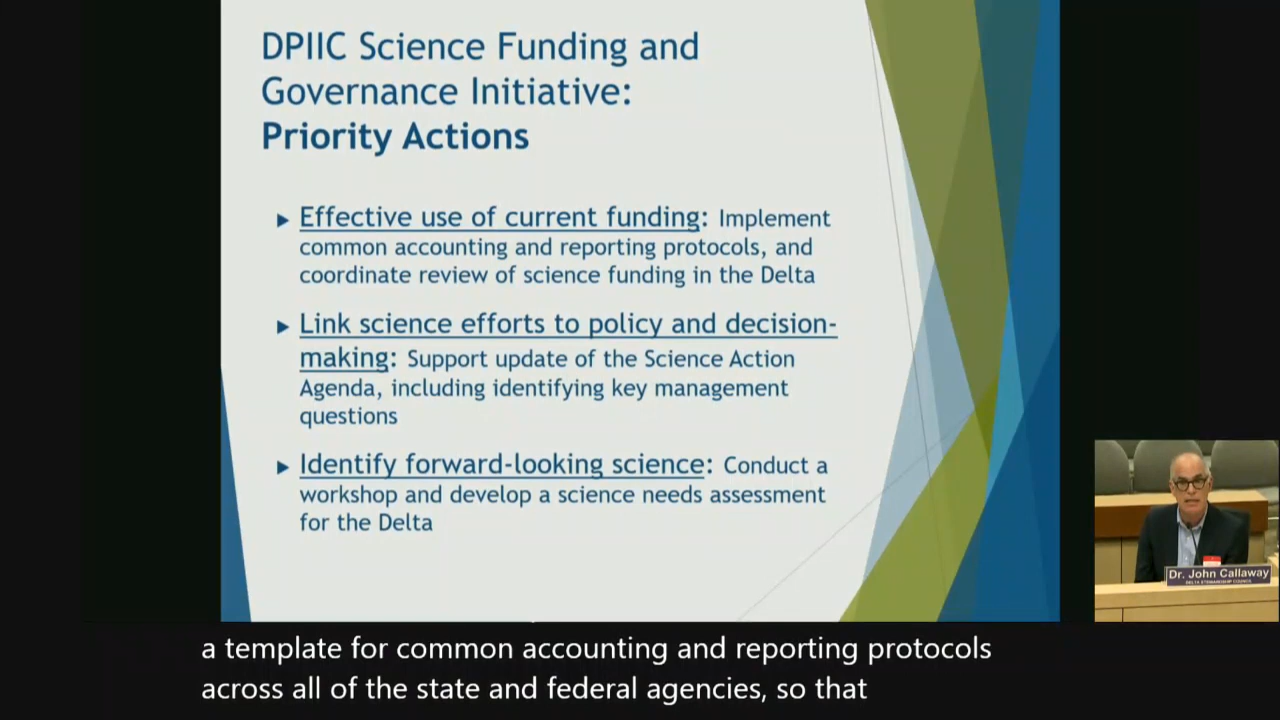 DPIIC Science Funding and
Governance Initiative:
Priority Actions
Effective use of current funding: Implement
common accounting and reporting protocols, and
coordinate review of science funding in the Delta
Link science efforts to policy and decision-
making: Support update of the Science Action
Agenda, including identifying key management
questions
Identify forward-looking science: Conduct a
workshop and develop a science needs assessment
for the Delta
Dr. John Callaway
DELTA STEWARDSHIP COUNCIL
a template for common accounting and reporting protocols
across all of the state and federal agencies, so that